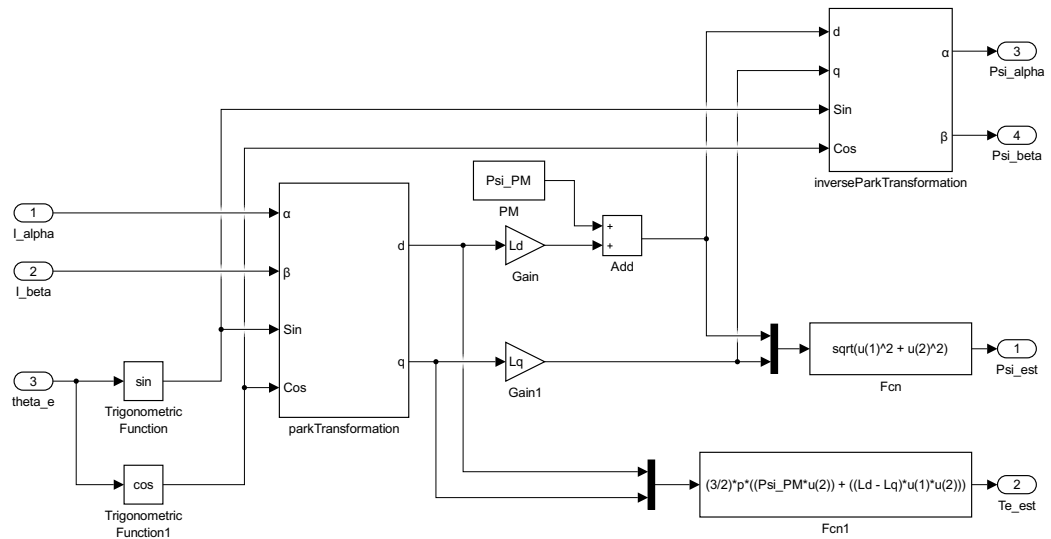 d
q
Sin
Cos
α
β
inverseParkTransformation
3
Psi_alpha
4
Psi_beta
Psi_PM
PM
1
I_alpha
2
I_beta
3
theta_e
sin
Trigonometric
Function
cos
Trigonometric
Function1
α
β
Sin
Cos
d
q
parkTransformation
Ld
Gain
+
+
Add
Lq
Gain1
sqrt(u(1)^2 + u(2)^2)
Fcn
1
Psi_est
(3/2)*p*((Psi_PM*u(2)) + ((Ld - Lq)*u(1)*u(2)))
Fcn1
2
Te_est